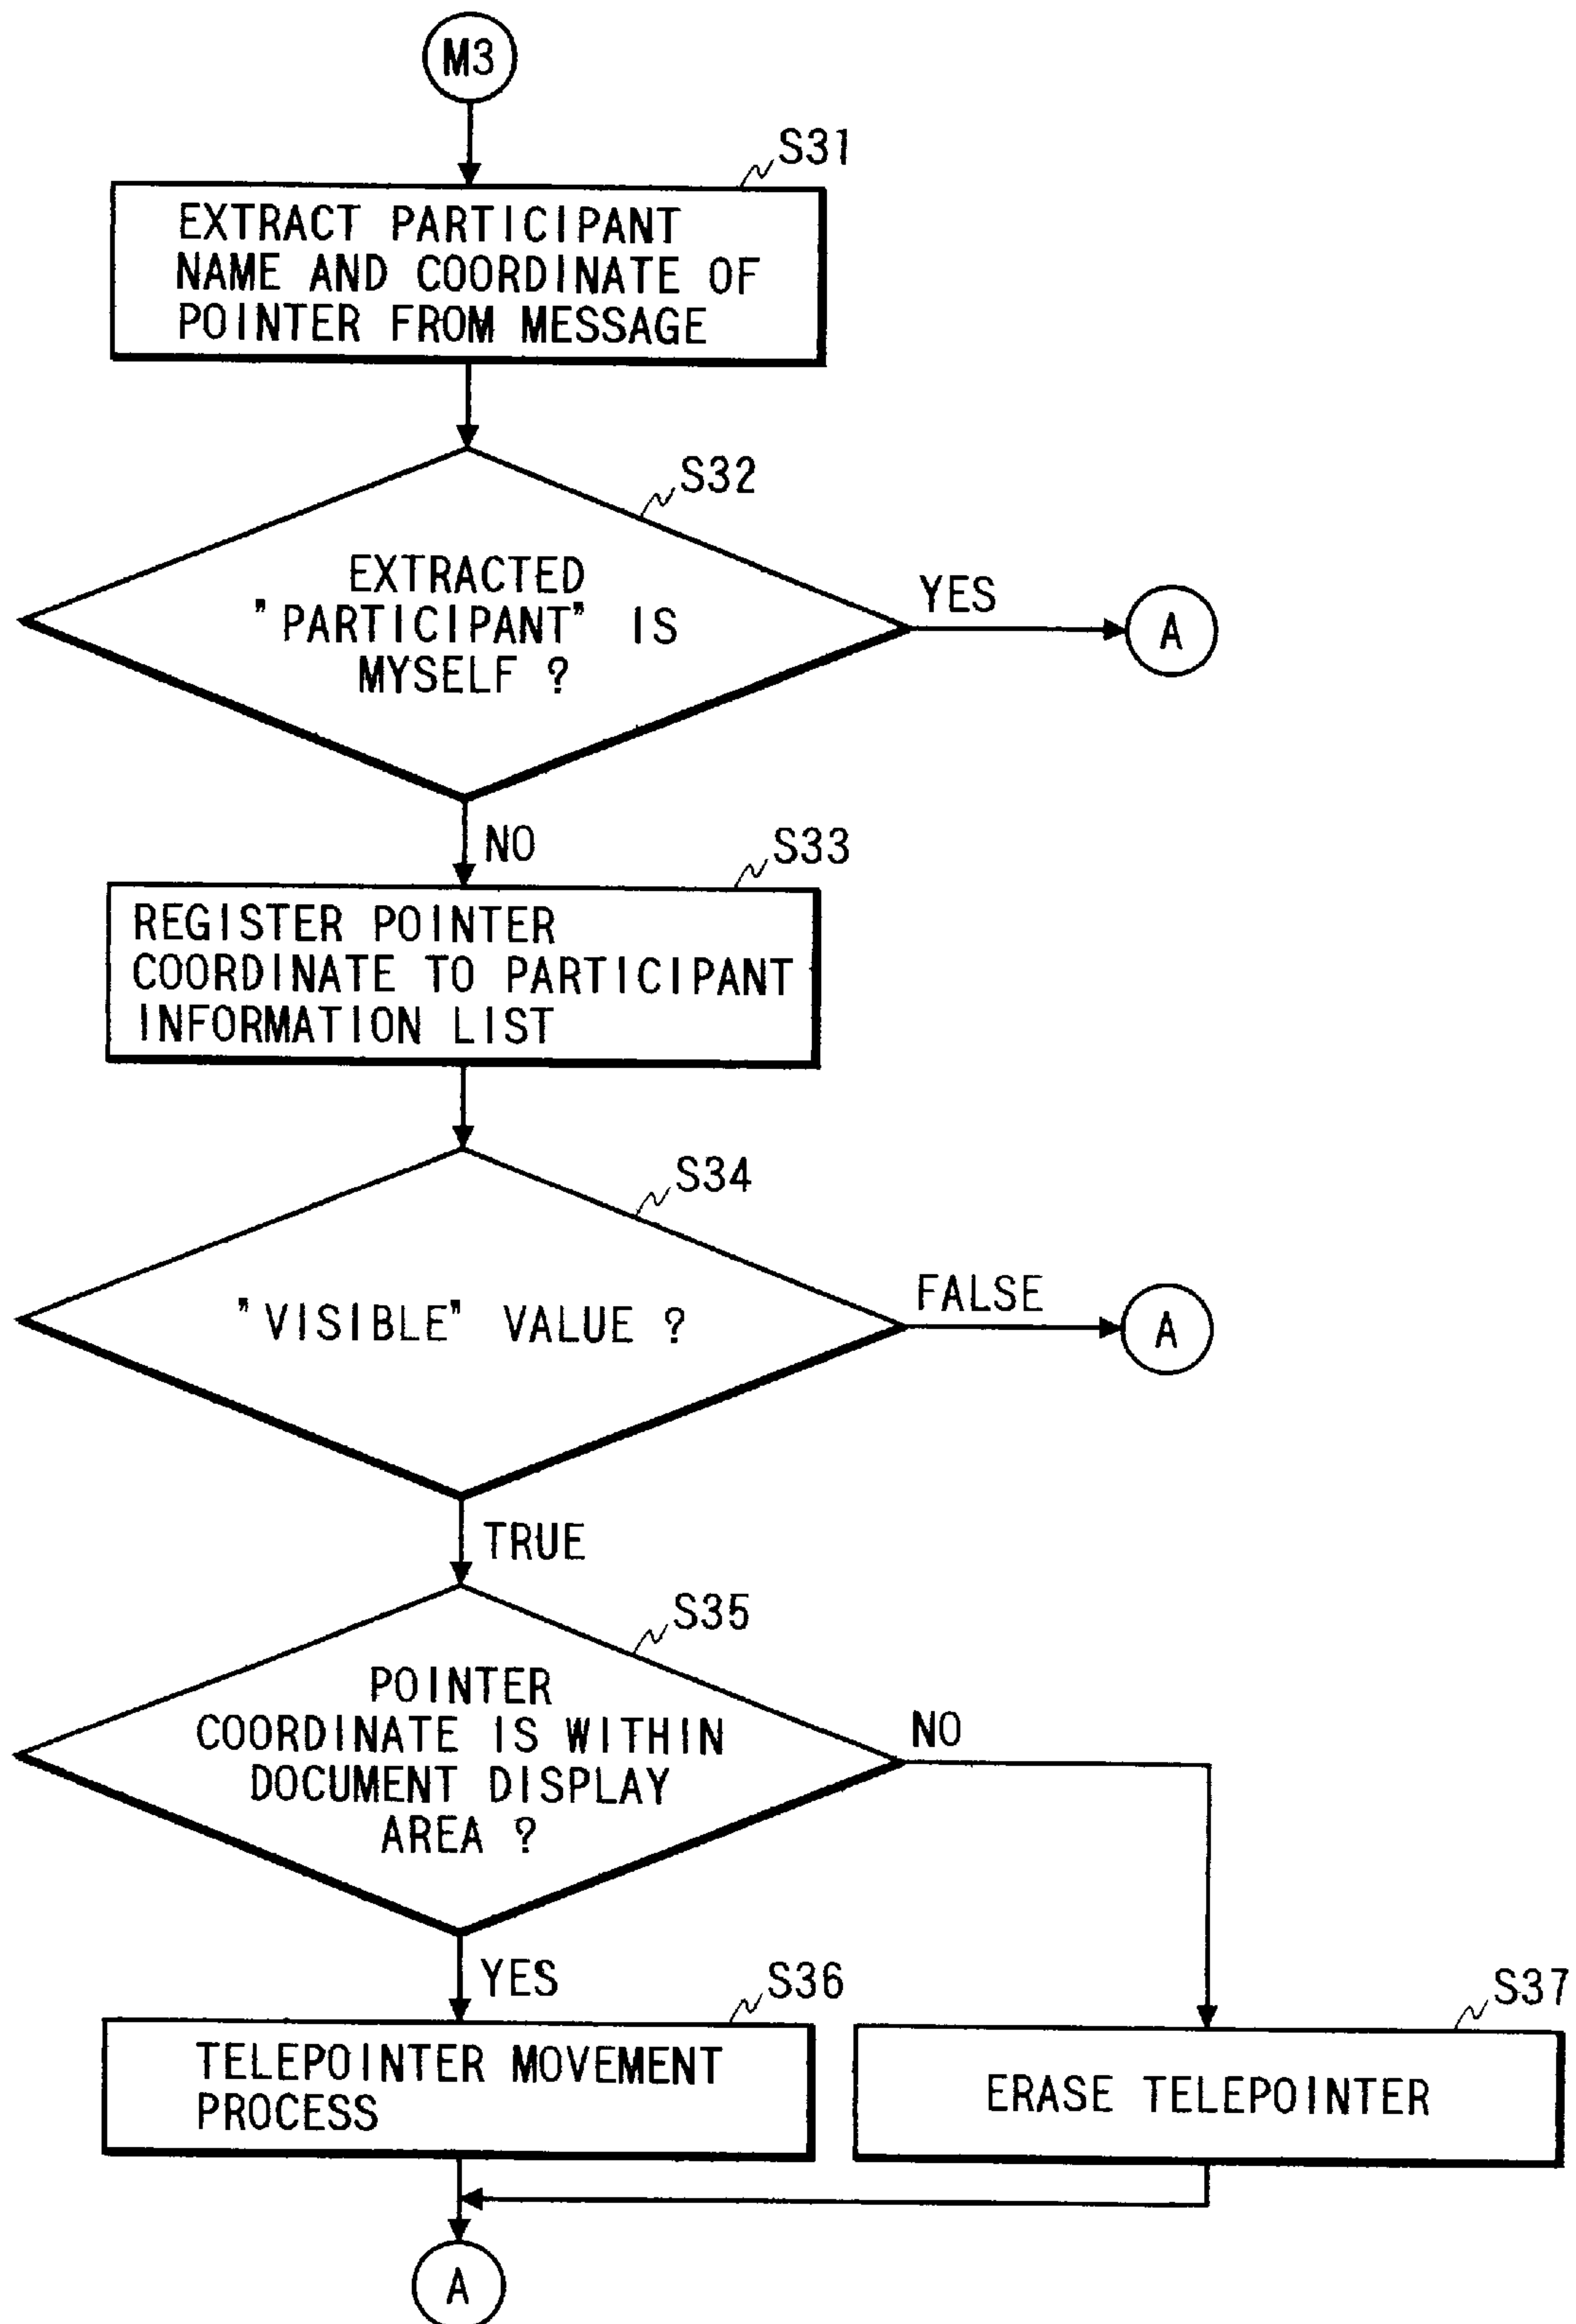 M3
S31
EXTRACT PARTICIPANT
NAME AND COORDINATE OF
POINTER FROM MESSAGE
S32
EXTRACTED
"PARTICIPANT" IS
MYSELF ?
YES
A
NO
S33
REGISTER POINTER
COORDINATE TO PARTICIPANT
INFORMATION LIST
S34
"VISIBLE" VALUE ?
FALSE
A
TRUE
S35
POINTER
COORDINATE IS WITHIN
DOCUMENT DISPLAY
AREA ?
NO
YES
S36
TELEPOINTER MOVEMENT
PROCESS
S37
ERASE TELEPOINTER
A